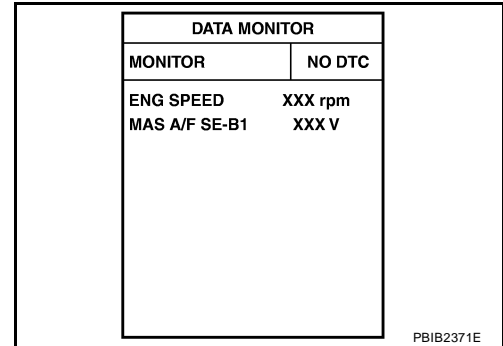 DATA MONITOR
MONITOR NO DTC
ENG SPEED XXX rpm
MAS A/F SE-B1 XXX V
PBIB2371E